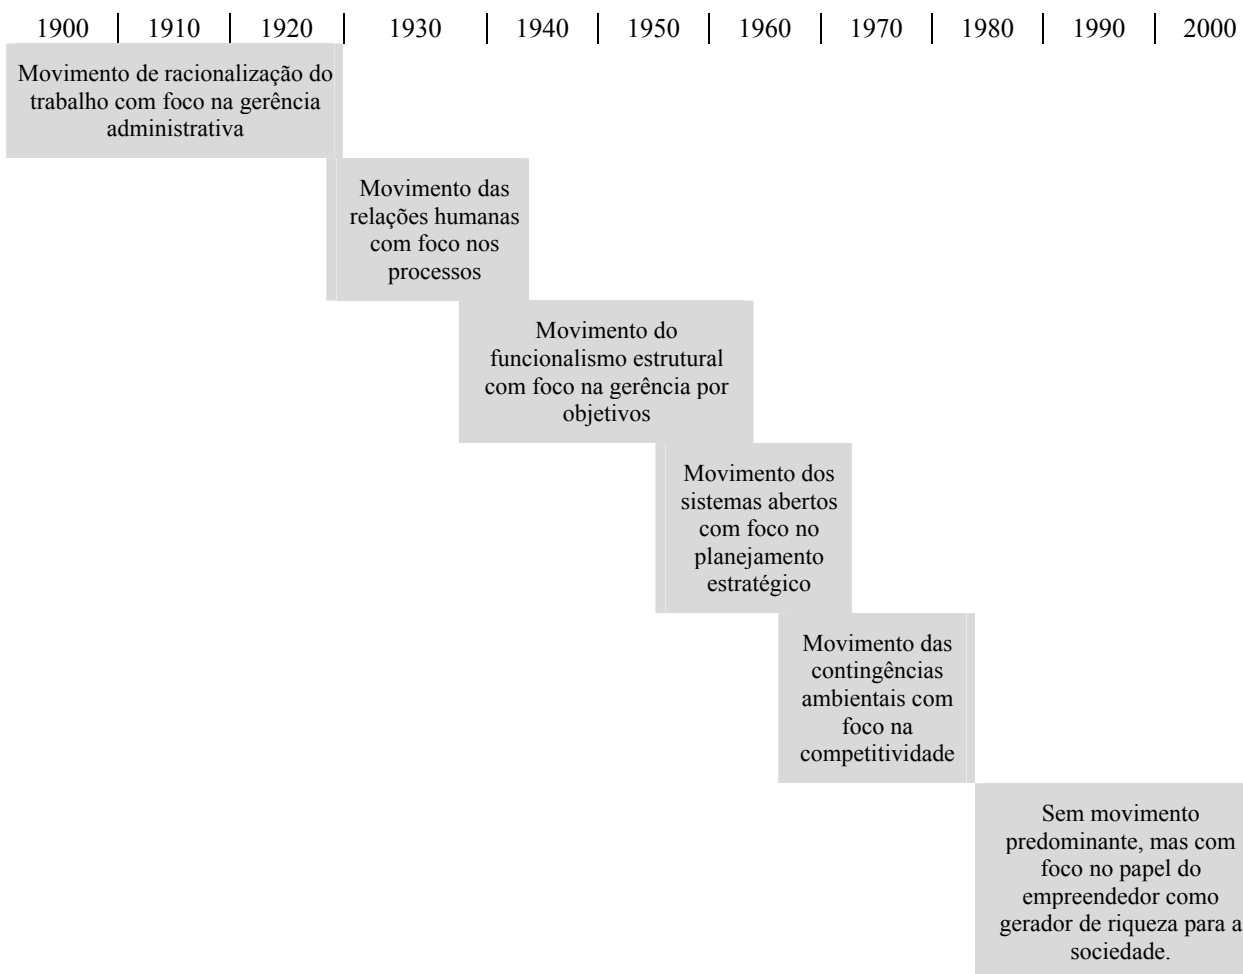 1900 1910 1920 1930 1940 1950 1960 1970 1980 1990 2000
Movimento de racionalização do
trabalho com foco na gerência
administrativa
Movimento das
relações humanas
com foco nos
processos
Movimento do
funcionalismo estrutural
com foco na gerência por
objetivos
Movimento dos
sistemas abertos
com foco no
planejamento
estratégico
Movimento das
contingências
ambientais com
foco na
competitividade
Sem movimento
predominante, mas com
foco no papel do
empreendedor como
gerador de riqueza para a
sociedade.